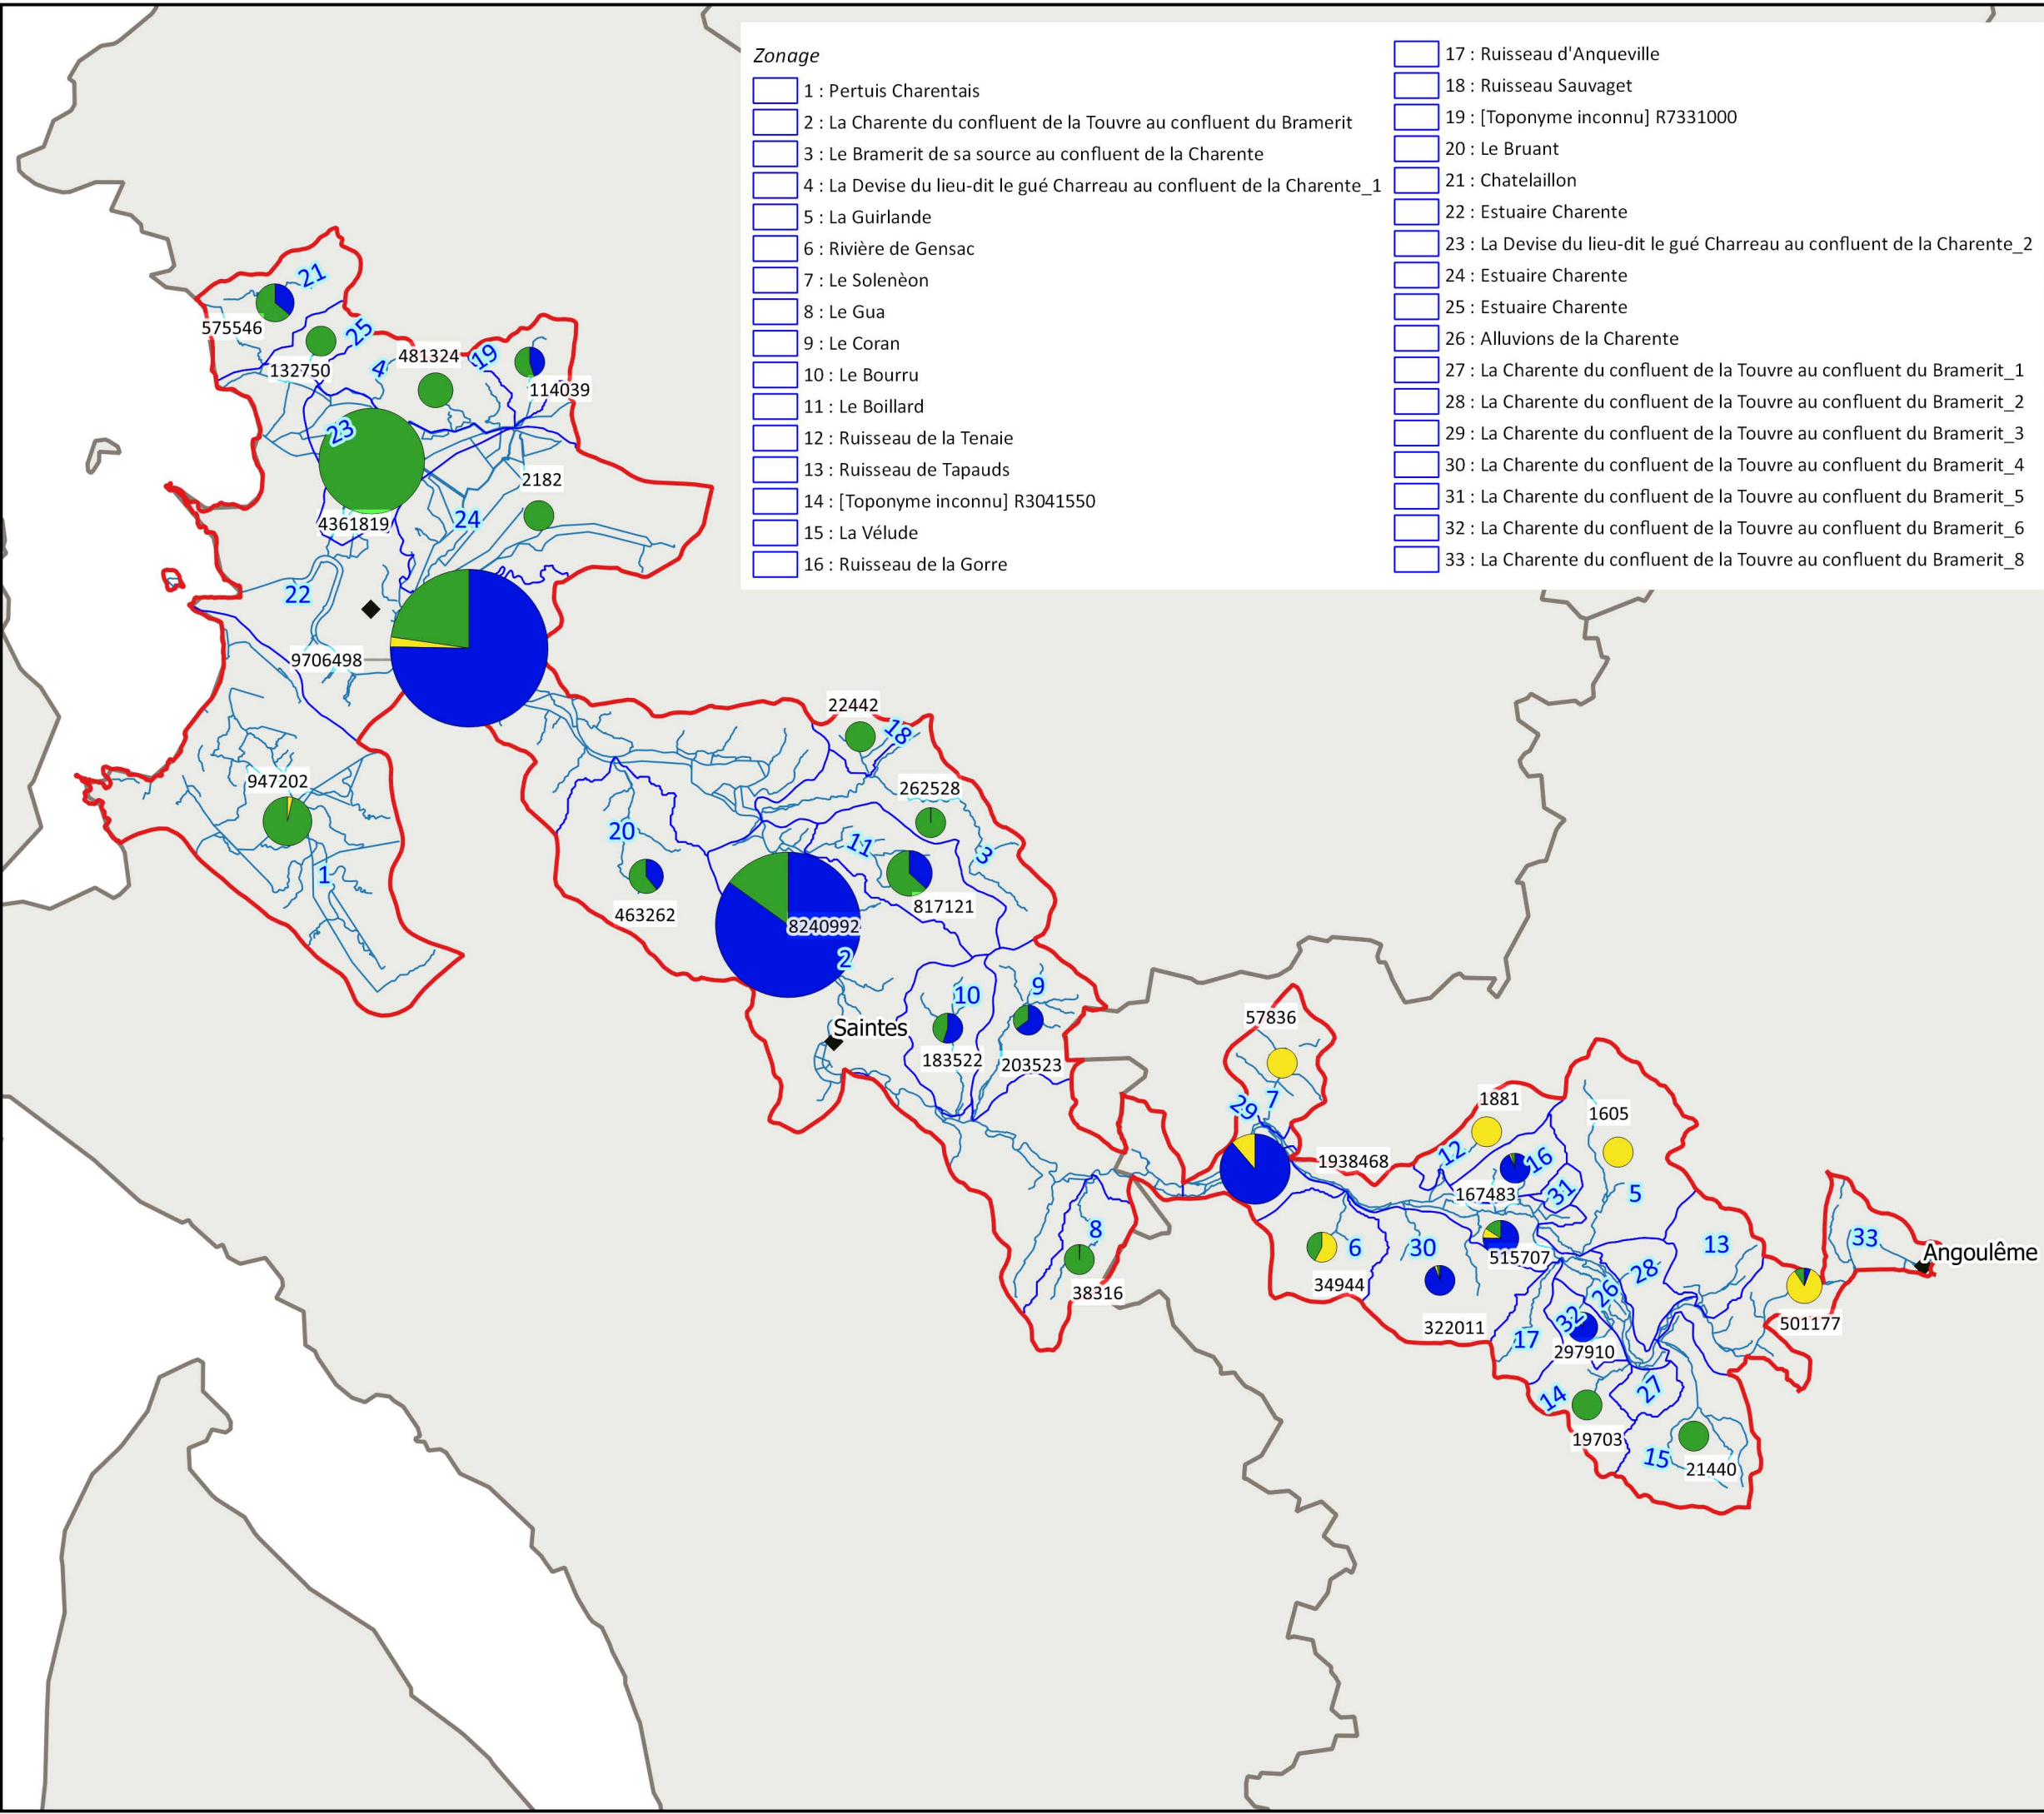 Zonage
1 : Pertuis Charentais
2 : La Charente du confluent de la Touvre au confluent du Bramerit
3 : Le Bramerit de sa source au confluent de la Charente
4 : La Devise du lieu-dit le gué Charreau au confluent de la Charente_1
5 : La Guirlande
6 : Rivière de Gensac
7 : Le Solenèon
8 : Le Gua
9 : Le Coran
10 : Le Bourru
11 : Le Boillard
12 : Ruisseau de la Tenaie
13 : Ruisseau de Tapauds
14 : [Toponyme inconnu] R3041550
15 : La Vélude
16 : Ruisseau de la Gorre
17 : Ruisseau d'Anqueville
18 : Ruisseau Sauvaget
19 : [Toponyme inconnu] R7331000
20 : Le Bruant
21 : Chatelaillon
22 : Estuaire Charente
23 : La Devise du lieu-dit le gué Charreau au confluent de la Charente_2
24 : Estuaire Charente
25 : Estuaire Charente
26 : Alluvions de la Charente
27 : La Charente du confluent de la Touvre au confluent du Bramerit_1
28 : La Charente du confluent de la Touvre au confluent du Bramerit_2
29 : La Charente du confluent de la Touvre au confluent du Bramerit_3
30 : La Charente du confluent de la Touvre au confluent du Bramerit_4
31 : La Charente du confluent de la Touvre au confluent du Bramerit_5
32 : La Charente du confluent de la Touvre au confluent du Bramerit_6
33 : La Charente du confluent de la Touvre au confluent du Bramerit_8
21
575546
25
132750
4
481324
19
114039
23
2182
4361819
24
22
9706498
22442
18
947202
262528
20
11
3
1
463262
817121
8240992
2
10
9
Saintes
183522
203523
57836
7
29
1881
1605
12
16
1938468
167483
31
5
8
6
30
515707
13
33
Angoulême
38316
34944
28
26
322011
17
32
297910
501177
14
27
19703
15
21440